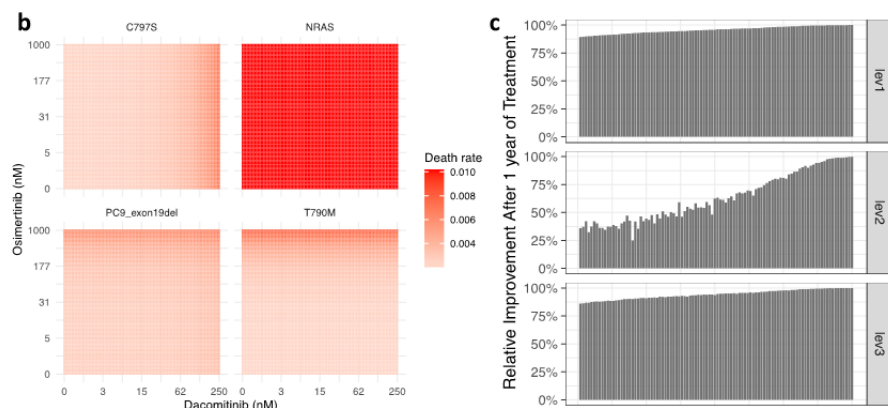 b
C797S
NRAS
1000
177
31
5
0
PC9_exon19del
T790M
1000
177
31
5
0
0 3 15 62 250
0 3 15 62 250
Osimertinib (nM)
Dacomitinib (nM)
Death rate
0.010
0.008
0.006
0.004
c
Relative Improvement After 1 year of Treatment
100%
75%
50%
25%
0%
lev1
100%
75%
50%
25%
0%
lev2
100%
75%
50%
25%
0%
lev3